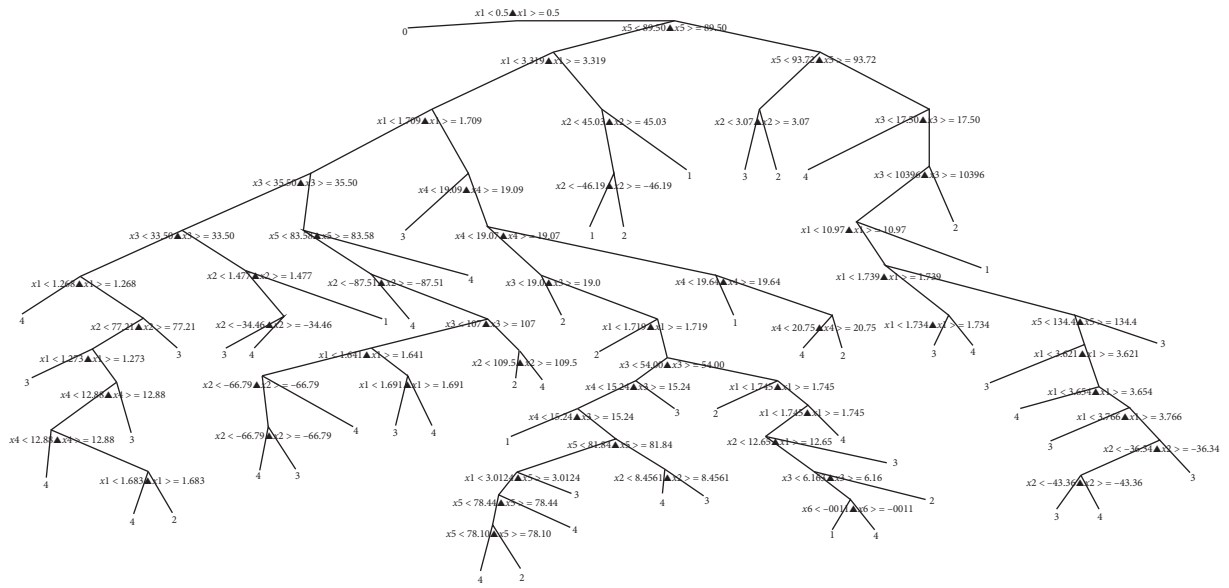 x1 < 0.5▲x1 > = 0.5
0
x5 < 89.50▲x5 > = 89.50
x1 < 3.319▲x1 > = 3.319
x5 < 93.72▲x5 > = 93.72
x1 < 1.709▲x1 > = 1.709
x2 < 45.03▲x2 > = 45.03
x2 < 3.07▲x2 > = 3.07
x3 < 17.50▲x3 > = 17.50
1
3
2
4
x3 < 35.50▲x3 > = 35.50
x4 < 19.09▲x4 > = 19.09
x2 < −46.19▲x2 > = −46.19
x3 < 10396▲x3 > = 10396
3
1
2
2
x3 < 33.50▲x3 > = 33.50
x5 < 83.58▲x5 > = 83.58
x4 < 19.07▲x4 > = 19.07
x1 < 10.97▲x1 > = 10.97
4
1
x1 < 1.268▲x1 > = 1.268
x2 < 1.477▲x2 > = 1.477
x2 < −87.51▲x2 > = −87.51
x3 < 19.0▲x3 > = 19.0
x4 < 19.64▲x4 > = 19.64
x1 < 1.739▲x1 > = 1.739
4
1
4
2
1
x2 < 77.21▲x2 > = 77.21
x2 < −34.46▲x2 > = −34.46
x3 < 107▲x3 > = 107
x1 < 1.719▲x1 > = 1.719
x4 < 20.75▲x4 > = 20.75
x1 < 1.734▲x1 > = 1.734
x5 < 134.4▲x5 > = 134.4
3
3
4
2
4
2
3
4
3
x1 < 1.273▲x1 > = 1.273
x1 < 1.641▲x1 > = 1.641
x2 < 109.5▲x2 > = 109.5
x3 < 54.00▲x3 > = 54.00
x1 < 3.621▲x1 > = 3.621
3
2
4
3
x4 < 12.88▲x4 > = 12.88
x2 < −66.79▲x2 > = −66.79
x1 < 1.691▲x1 > = 1.691
x4 < 15.24▲x3 > = 15.24
x1 < 1.745▲x1 > = 1.745
x1 < 3.654▲x1 > = 3.654
3
4
3
4
3
2
4
x4 < 15.24▲x3 > = 15.24
x1 < 1.745▲x1 > = 1.745
x1 < 3.766▲x1 > = 3.766
x4 < 12.88▲x4 > = 12.88
x2 < −66.79▲x2 > = −66.79
1
x5 < 81.84▲x5 > = 81.84
x2 < 12.65▲x1 > = 12.65
4
3
x2 < −36.34▲x2 > = −36.34
4
x1 < 1.683▲x1 > = 1.683
4
3
x1 < 3.0124▲x1 > = 3.0124
x2 < 8.4561▲x2 > = 8.4561
3
x3 < 6.163▲x3 > = 6.16
x2 < −43.36▲x2 > = −43.36
3
4
2
x5 < 78.44▲x5 > = 78.44
3
4
3
2
x6 < −0011▲x6 > = −0011
3
4
x5 < 78.10▲x5 > = 78.10
4
1
4
4
2